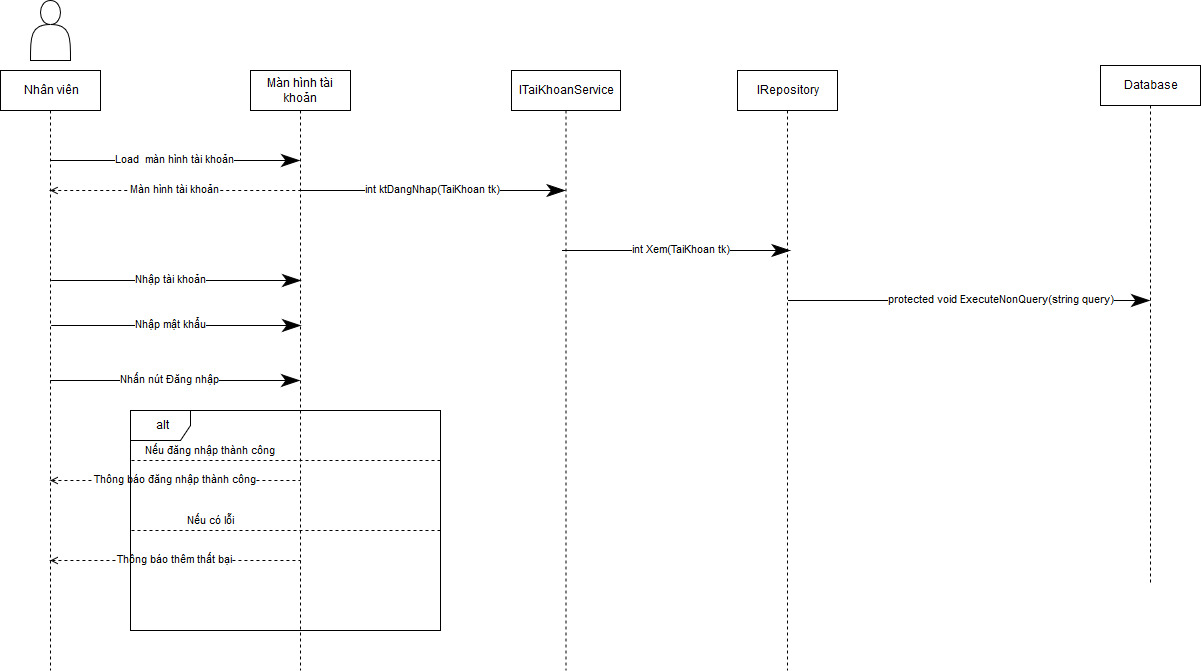 Nhân viên
Màn hình tài
khoản
ITaiKhoanService
IRepository
Database
Load màn hình tài khoản
Màn hình tài khoản
int ktDangNhap(TaiKhoan tk)
int Xem(TaiKhoan tk)
Nhập tài khoản
protected void ExecuteNonQuery(string query)
Nhập mật khẩu
Nhấn nút Đăng nhập
alt
Nếu đăng nhập thành công
Thông báo đăng nhập thành công
Nếu có lỗi
Thông báo thêm thất bại